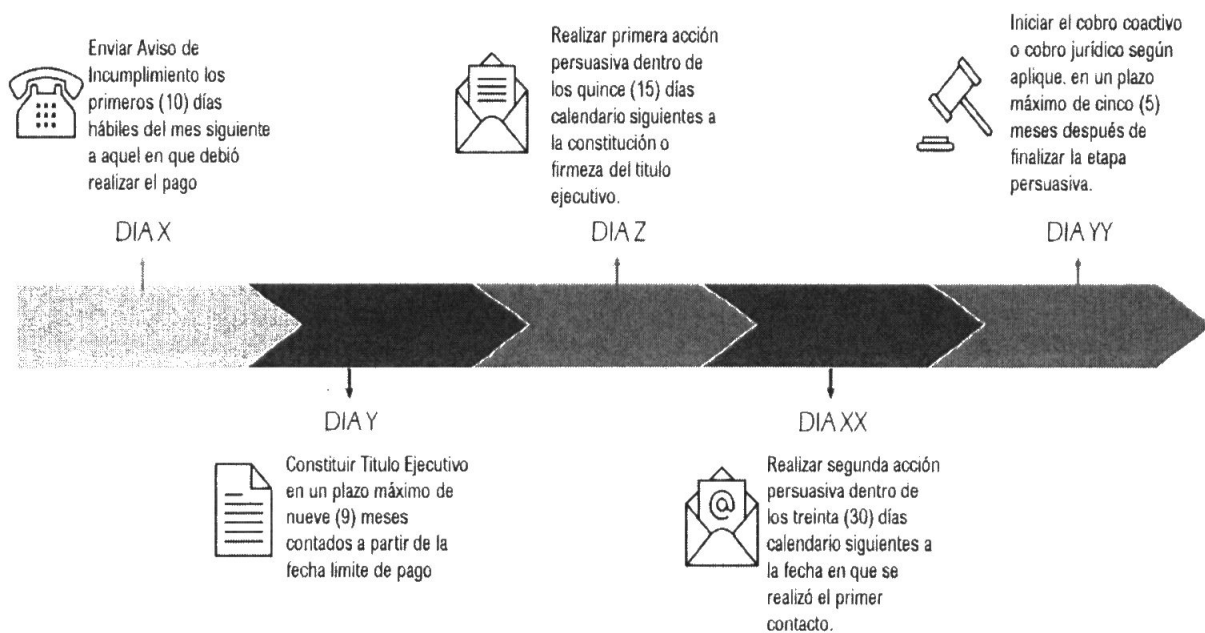 Enviar Aviso de
Incumplimiento los
primeros (10) días
hábiles del mes siguiente
a aquel en que debió
realizar el pago
DIA X
Realizar primera acción
persuasiva dentro de
los quince (15) días
calendario siguientes a
la constitución o
firmeza del titulo
ejecutivo.
DIA Z
Iniciar el cobro coactivo
o cobro jurídico según
aplique. en un plazo
máximo de cinco (5)
meses después de
finalizar la etapa
persuasiva.
DIA YY
DIA Y
Constituir Titulo Ejecutivo
en un plazo máximo de
nueve (9) meses
contados a partir de la
fecha limite de pago
DIA XX
@
Realizar segunda acción
persuasiva dentro de
los treinta (30) días
calendario siguientes a
la fecha en que se
realizó el primer
contacto.